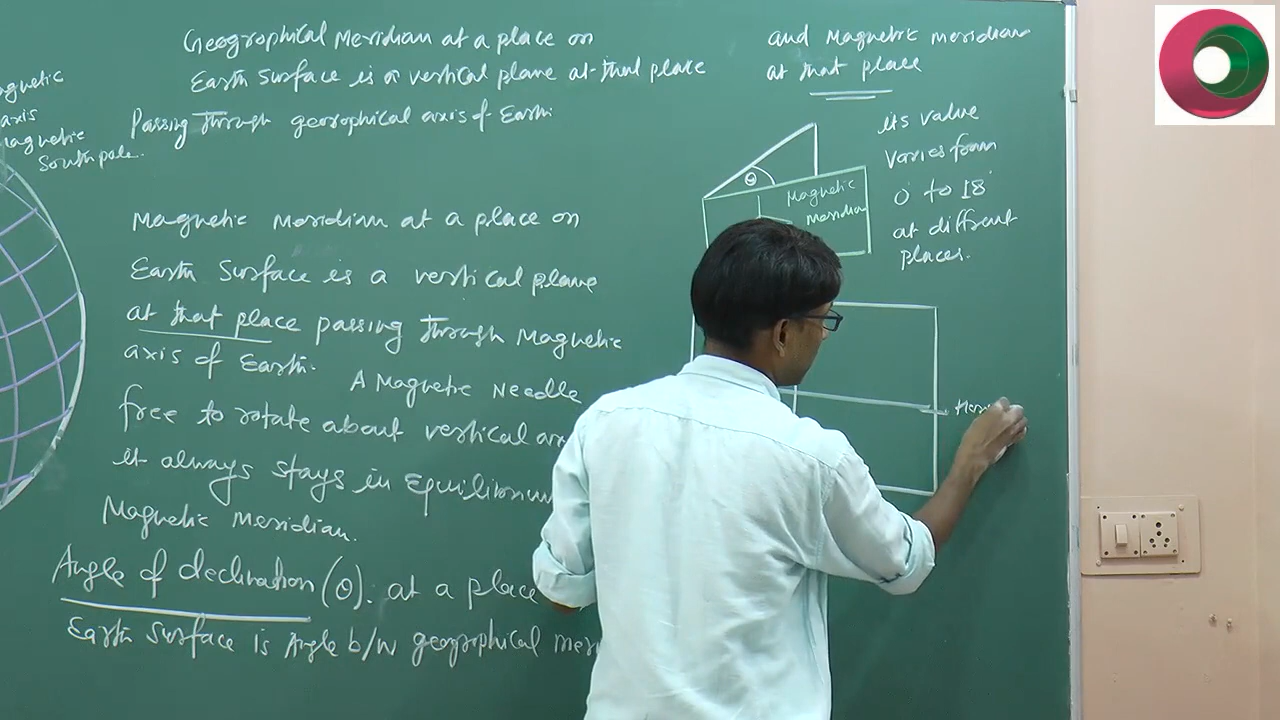 Geographical Meridian at a place on
Earth Surface is a vertical plane at that place
Passing through geographical axis of Earth
agnetic
axis
agnetic
South pole.
Magnetic Meridian at a place on
Earth Surface is a vertical plane
at that place passing through Magnetic
axis of Earth.
A Magnetic Needle
free to rotate about vertical ax
it always stays in Equilibrium
Magnetic Meridian.
Angle of declination (θ). at a place
Earth Surface is Angle b/w geographical mer
and Magnetic meridian
at that place
its value
varies from
0° to 18°
at different
places.
θ
Magnetic
meridian